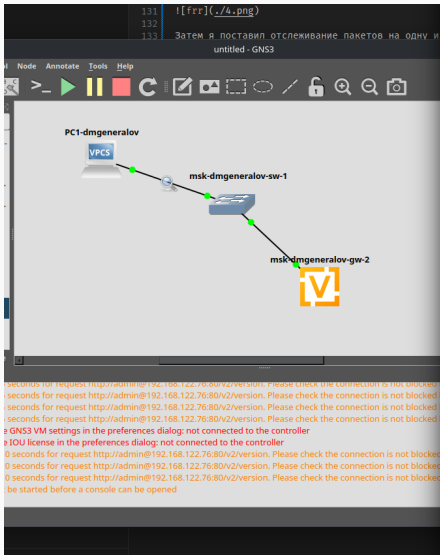 131 ![frr](./4.png)
132
133 Затем я поставил отслеживание пакетов на одну и
untitled - GNS3
Node Annotate Tools Help
PC1-dmgeneralov
VPCS
msk-dmgeneralov-sw-1
msk-dmgeneralov-gw-2
V
seconds for request http://admin@192.168.122.76:80/v2/version. Please check the connection is not blocked
seconds for request http://admin@192.168.122.76:80/v2/version. Please check the connection is not blocked
seconds for request http://admin@192.168.122.76:80/v2/version. Please check the connection is not blocked
seconds for request http://admin@192.168.122.76:80/v2/version. Please check the connection is not blocked
e GNS3 VM settings in the preferences dialog: not connected to the controller
e IOU license in the preferences dialog: not connected to the controller
0 seconds for request http://admin@192.168.122.76:80/v2/version. Please check the connection is not blocked
0 seconds for request http://admin@192.168.122.76:80/v2/version. Please check the connection is not blocked
0 seconds for request http://admin@192.168.122.76:80/v2/version. Please check the connection is not blocked
be started before a console can be opened